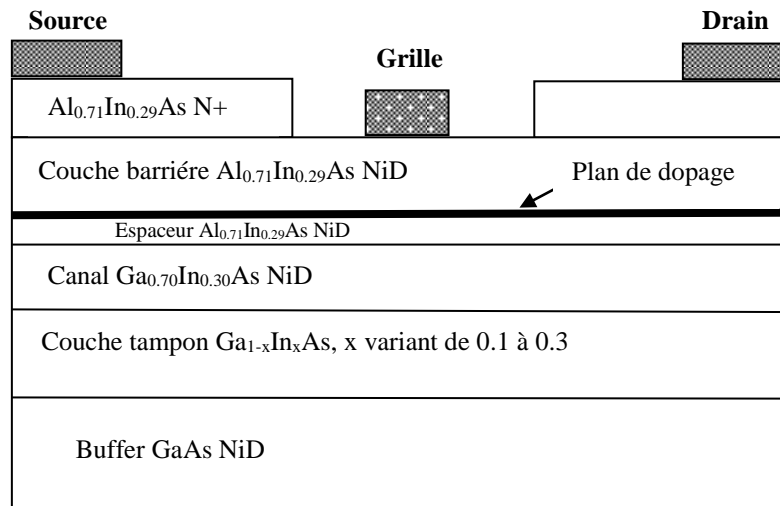 Source
Drain
Grille
Al0.71In0.29As N+
Couche barriére Al0.71In0.29As NiD
Plan de dopage
Espaceur Al0.71In0.29As NiD
Canal Ga0.70In0.30As NiD
Couche tampon Ga1-xInxAs, x variant de 0.1 à 0.3
Buffer GaAs NiD